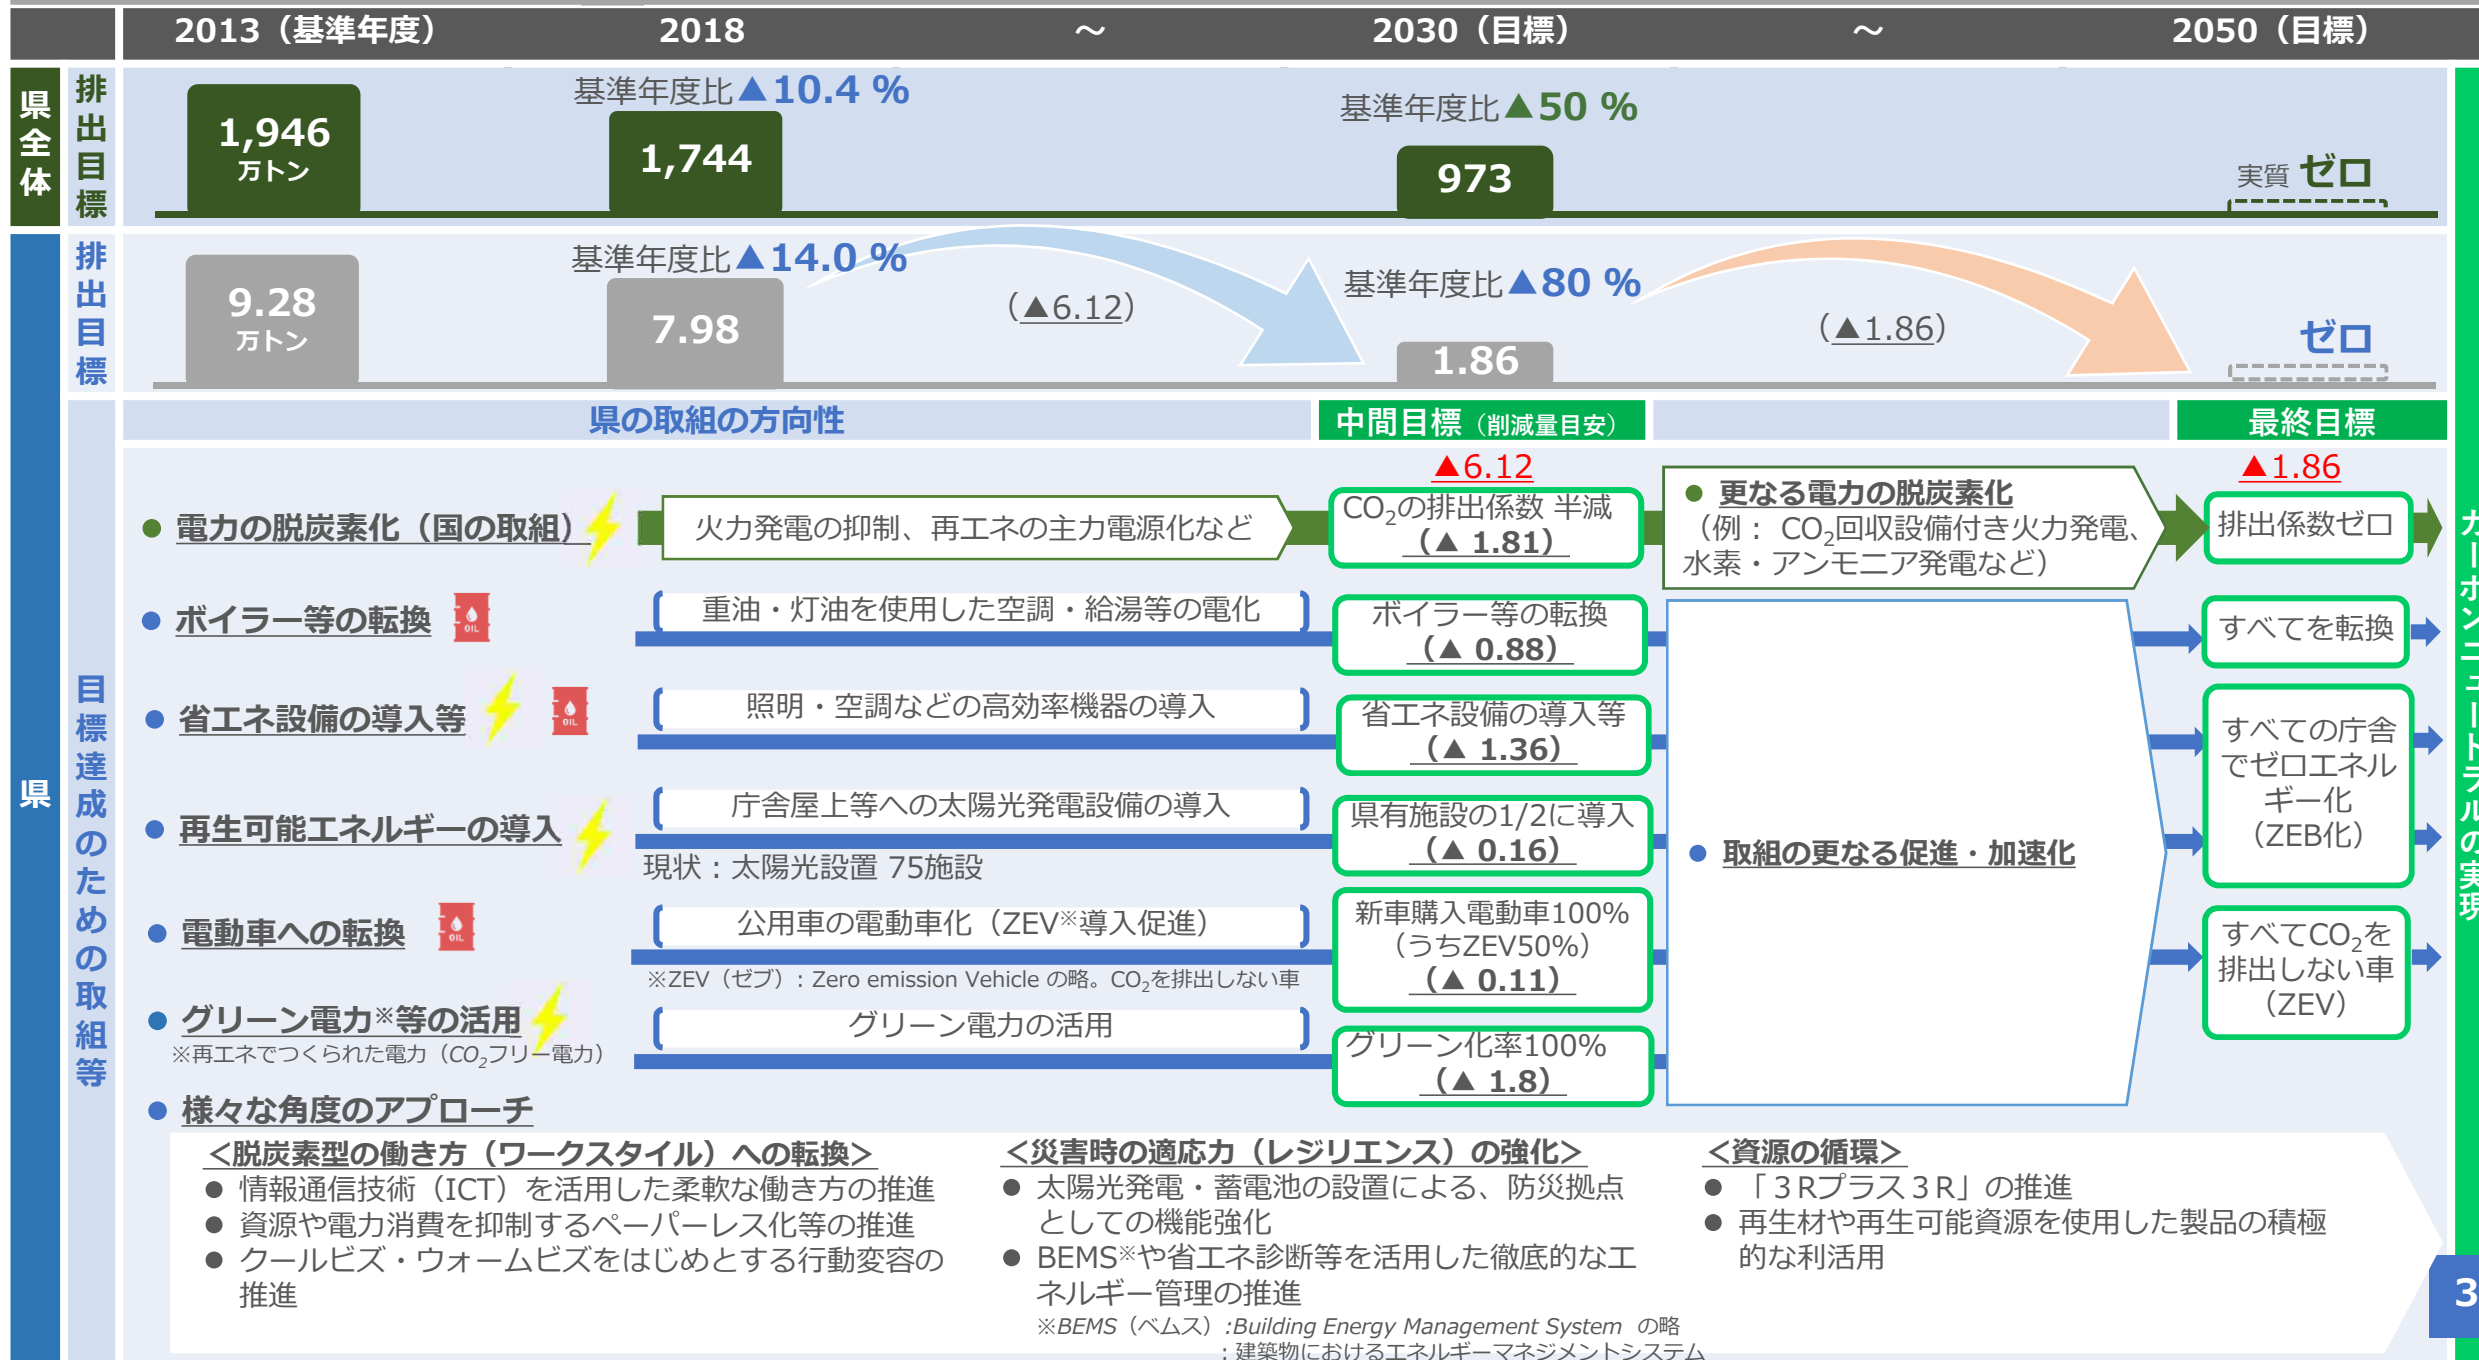 2013（基準年度）　2018　～　2030（目標）　～　2050（目標）
県全体
排出目標
1,946
万トン
基準年度比▲10.4 %
1,744
基準年度比▲50 %
973
実質 ゼロ
県
排出目標
9.28
万トン
基準年度比▲14.0 %
7.98
（▲6.12）
基準年度比▲80 %
1.86
（▲1.86）
ゼロ
目標達成のための取組等
県の取組の方向性
中間目標（削減量目安）
最終目標
▲6.12
▲1.86
● 電力の脱炭素化（国の取組）
火力発電の抑制、再エネの主力電源化など
CO2の排出係数 半減
（▲ 1.81）
● 更なる電力の脱炭素化
（例： CO2回収設備付き火力発電、
水素・アンモニア発電など）
排出係数ゼロ
● ボイラー等の転換
OIL
重油・灯油を使用した空調・給湯等の電化
ボイラー等の転換
（▲ 0.88）
すべてを転換
● 省エネ設備の導入等
OIL
照明・空調などの高効率機器の導入
省エネ設備の導入等
（▲ 1.36）
すべての庁舎
でゼロエネル
ギー化
（ZEB化）
● 再生可能エネルギーの導入
庁舎屋上等への太陽光発電設備の導入
現状：太陽光設置 75施設
県有施設の1/2に導入
（▲ 0.16）
● 取組の更なる促進・加速化
● 電動車への転換
OIL
公用車の電動車化（ZEV※導入促進）
※ZEV（ゼブ）: Zero emission Vehicle の略。CO2を排出しない車
新車購入電動車100%
（うちZEV50%）
（▲ 0.11）
すべてCO2を
排出しない車
（ZEV）
● グリーン電力※等の活用
※再エネでつくられた電力（CO2フリー電力）
グリーン電力の活用
グリーン化率100%
（▲ 1.8）
● 様々な角度のアプローチ
＜脱炭素型の働き方（ワークスタイル）への転換＞
● 情報通信技術（ICT）を活用した柔軟な働き方の推進
● 資源や電力消費を抑制するペーパーレス化等の推進
● クールビズ・ウォームビズをはじめとする行動変容の
推進
＜災害時の適応力（レジリエンス）の強化＞
● 太陽光発電・蓄電池の設置による、防災拠点
としての機能強化
● BEMS※や省エネ診断等を活用した徹底的なエ
ネルギー管理の推進
※BEMS（ベムス）:Building Energy Management System の略
：建築物におけるエネルギーマネジメントシステム
＜資源の循環＞
● 「３Rプラス３R」の推進
● 再生材や再生可能資源を使用した製品の積極
的な利活用
カーボンニュートラルの実現
3